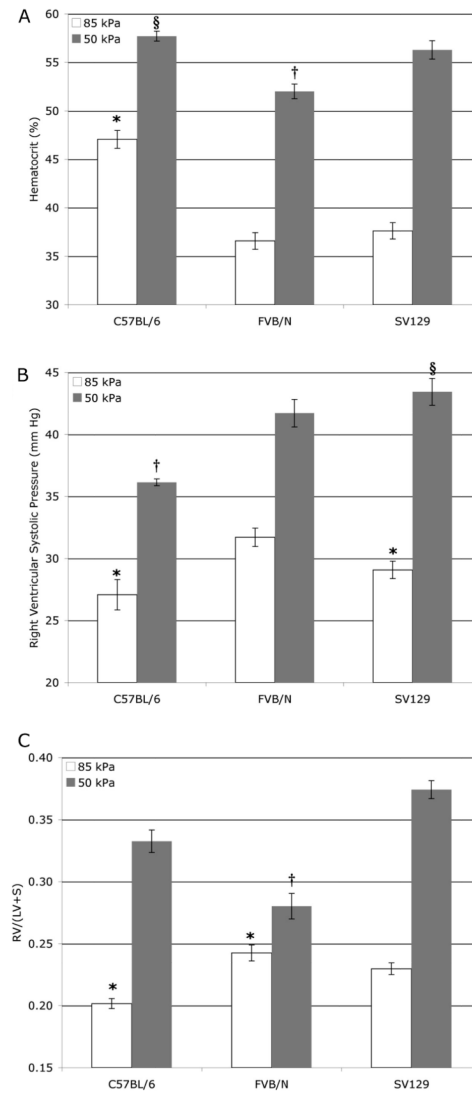 A
60
55
50
45
40
35
30
Hematocrit (%)
85 kPa
50 kPa
*
§
†
C57BL/6 FVB/N SV129
B
45
40
35
30
25
20
Right Ventricular Systolic Pressure (mm Hg)
85 kPa
50 kPa
*
†
*
§
C57BL/6 FVB/N SV129
C
0.40
0.35
0.30
0.25
0.20
0.15
RV/(LV+S)
85 kPa
50 kPa
*
*
†
C57BL/6 FVB/N SV129